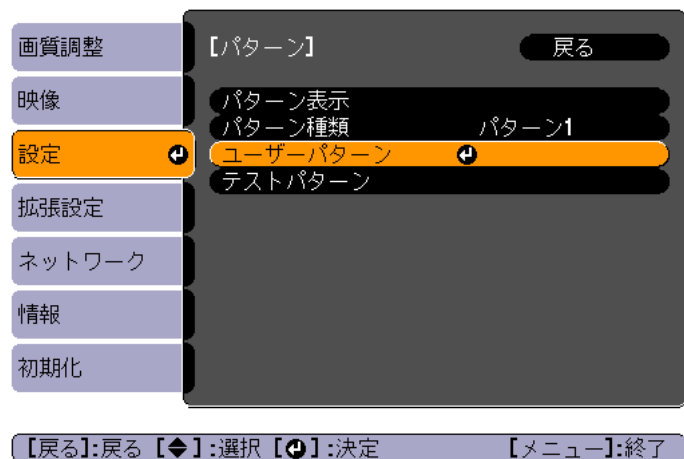 画質調整
映像
設定
拡張設定
ネットワーク
情報
初期化
【パターン】 戻る
パターン表示
パターン種類 パターン1
ユーザーパターン
テストパターン
【戻る】:戻る 【◆】:選択 【⏎】:決定 【メニュー】:終了